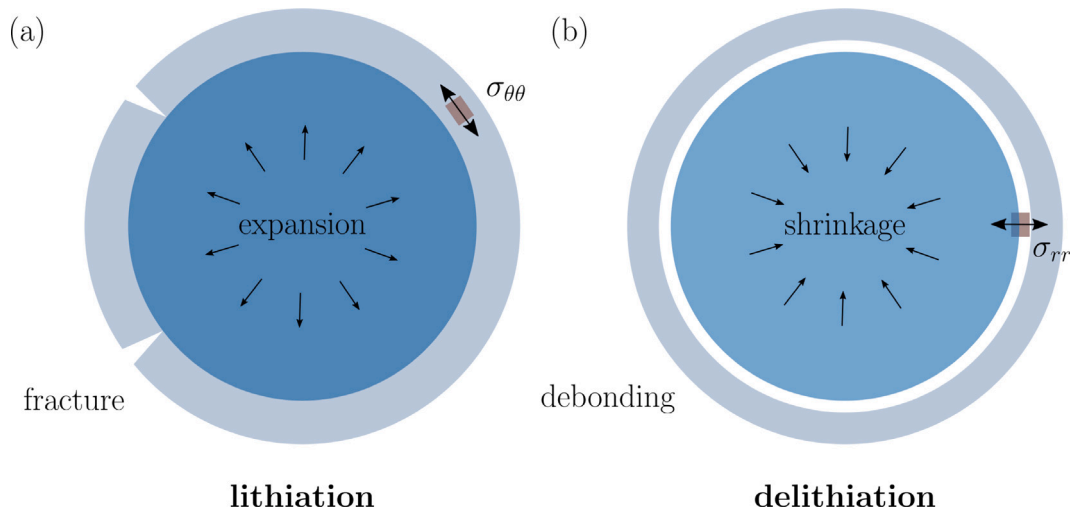 (a)
σθθ
expansion
fracture
lithiation
(b)
shrinkage
σrr
debonding
delithiation